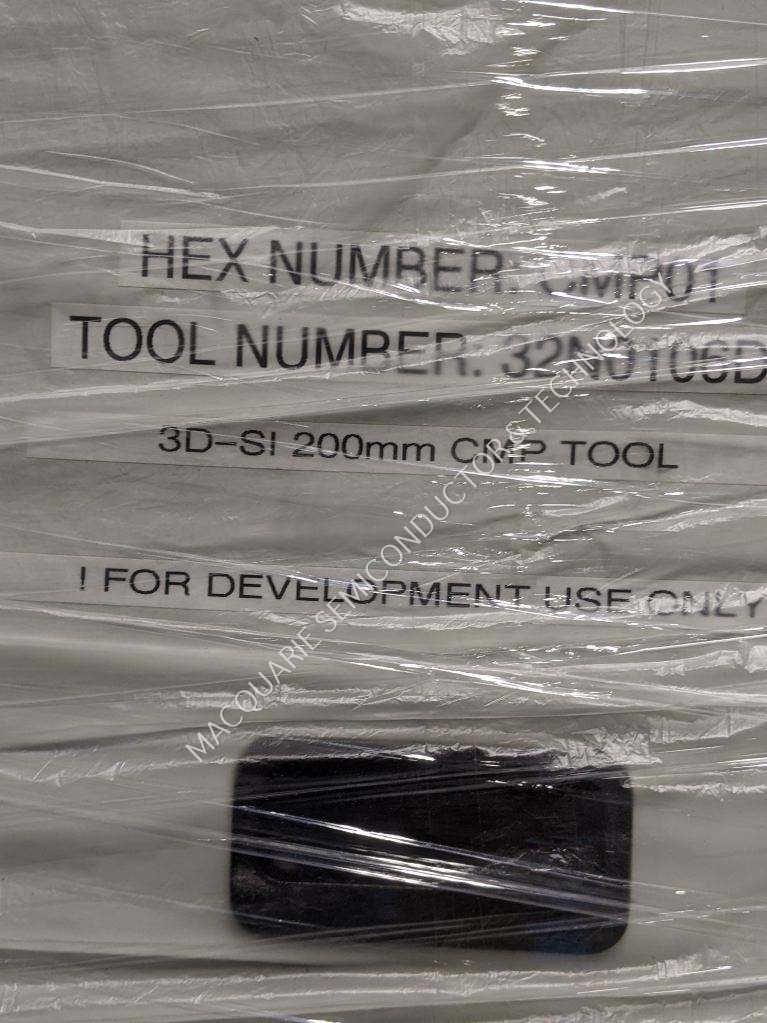 HEX NUMBER: CMP01
TOOL NUMBER: 32N0106D
3D-SI 200mm CMP TOOL
! FOR DEVELOPMENT USE ONLY
MACQUARIE SEMICONDUCTOR & TECHNOLOGY